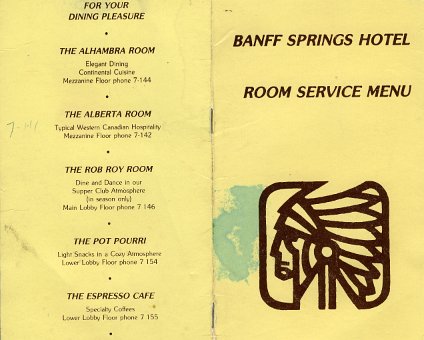 FOR YOUR
DINING PLEASURE
•
THE ALHAMBRA ROOM
Elegant Dining
Continental Cuisine
Mezzanine Floor phone 7-144
•
THE ALBERTA ROOM
Typical Western Canadian Hospitality
Mezzanine Floor phone 7-142
•
THE ROB ROY ROOM
Dine and Dance in our
Supper Club Atmosphere
(in season only)
Main Lobby Floor phone 7 146
•
THE POT POURRI
Light Snacks in a Cozy Atmosphere
Lower Lobby Floor phone 7 154
•
THE ESPRESSO CAFE
Specialty Coffees
Lower Lobby Floor phone 7 155
•
BANFF SPRINGS HOTEL
ROOM SERVICE MENU